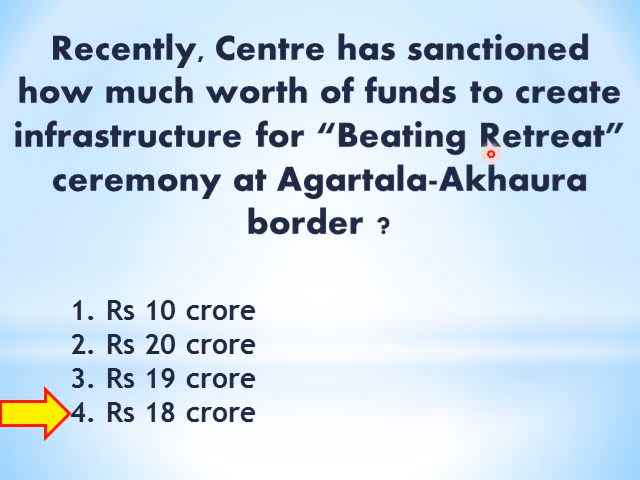 Recently, Centre has sanctioned
how much worth of funds to create
infrastructure for “Beating Retreat”
ceremony at Agartala-Akhaura
border ?
1. Rs 10 crore
2. Rs 20 crore
3. Rs 19 crore
4. Rs 18 crore